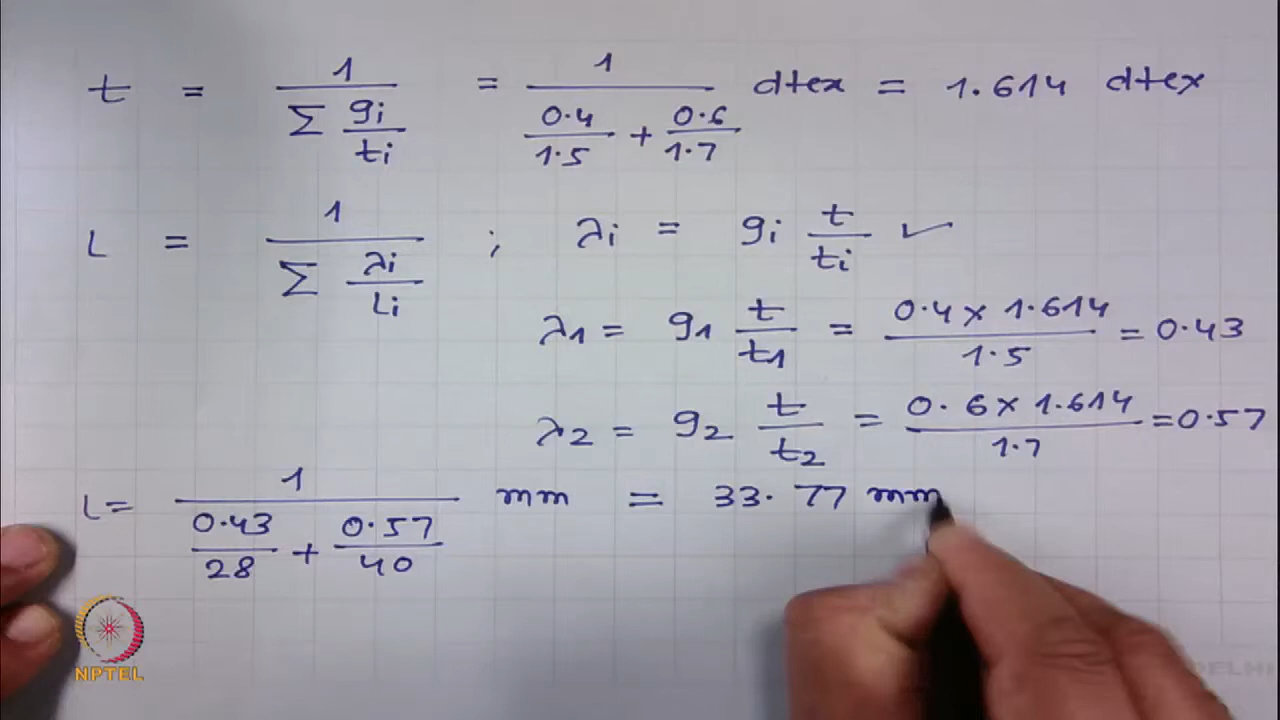 t = 1 / Σ gi/ti = 1 / (0.4/1.5 + 0.6/1.7) dtex = 1.614 dtex
L = 1 / Σ λi/Li ; λi = gi t/ti ✓
λ1 = g1 t/t1 = 0.4 × 1.614 / 1.5 = 0.43
λ2 = g2 t/t2 = 0.6 × 1.614 / 1.7 = 0.57
L = 1 / (0.43/28 + 0.57/40) mm = 33.77 mm
NPTEL